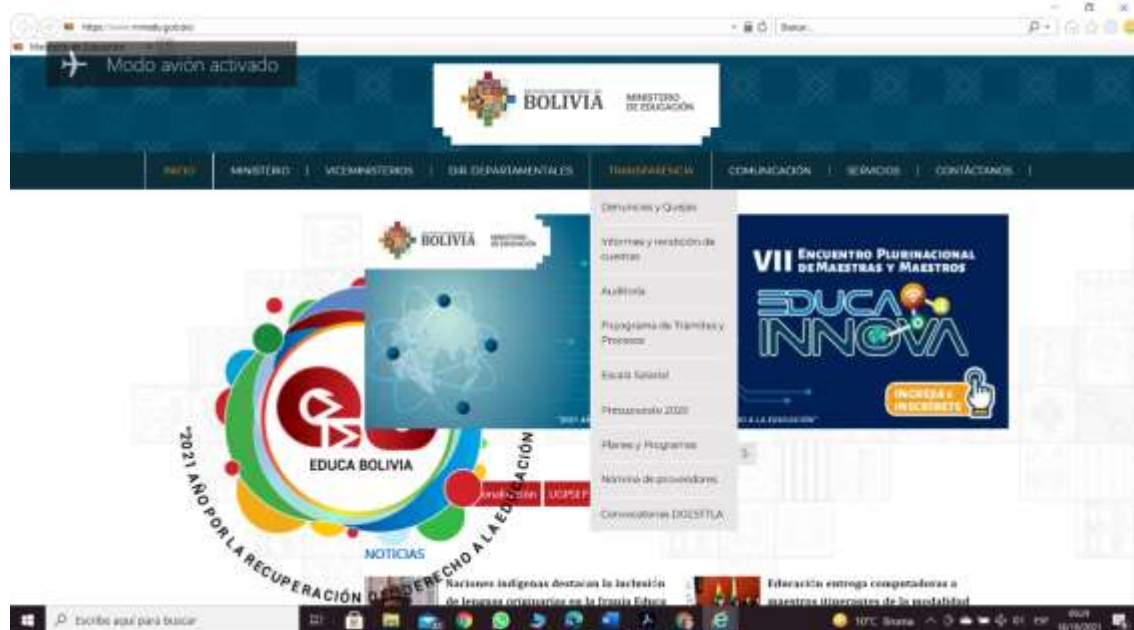 Modo avión activado
BOLIVIA
MINISTERIO
DE EDUCACIÓN
INICIO
MINISTERIO
VICEMINISTERIOS
DIR. DEPARTAMENTALES
TRANSPARENCIA
COMUNICACIÓN
SERVICIOS
CONTÁCTANOS
Denuncias y Quejas
Informes y rendición de
cuentas
Auditoría
Trámites y
Procesos
Escala Salarial
Presupuesto 2020
Planes y Programas
Nómina de proveedores
Convocatorias DGESTTLA
BOLIVIA
VII ENCUENTRO PLURINACIONAL
DE MAESTRAS Y MAESTROS
EDUCA
INNOVA
INGRESA E
INSCRÍBETE
EDUCA BOLIVIA
"2021 AÑO POR LA RECUPERACIÓN DEL DERECHO A LA EDUCACIÓN
NOTICIAS
Naciones indígenas destacan la inclusión
de lenguas originarias en la franja Educa
Educación entrega computadoras a
maestros itinerantes de la modalidad
Escribe aquí para buscar
10°C Bruma
ESP